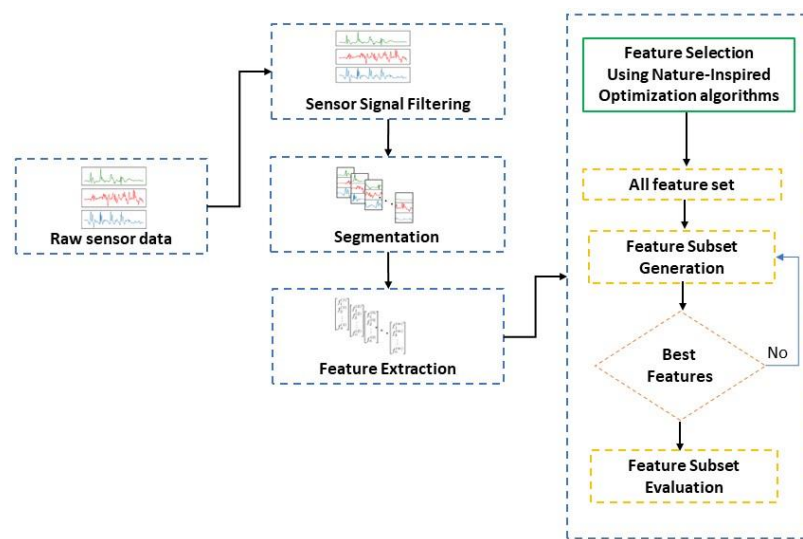 Raw sensor data
Sensor Signal Filtering
Segmentation
Feature Extraction
Feature Selection
Using Nature-Inspired
Optimization algorithms
All feature set
Feature Subset
Generation
Best
Features
No
Feature Subset
Evaluation